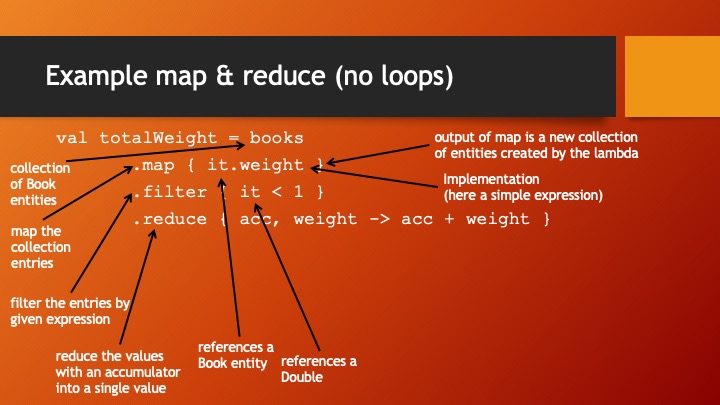 Example map & reduce (no loops)
val totalWeight = books
.map { it.weight }
.filter { it < 1 }
.reduce { acc, weight -> acc + weight }
output of map is a new collection
of entities created by the lambda
Implementation
(here a simple expression)
collection
of Book
entities
map the
collection
entries
filter the entries by
given expression
reduce the values
with an accumulator
into a single value
references a
Book entity
references a
Double